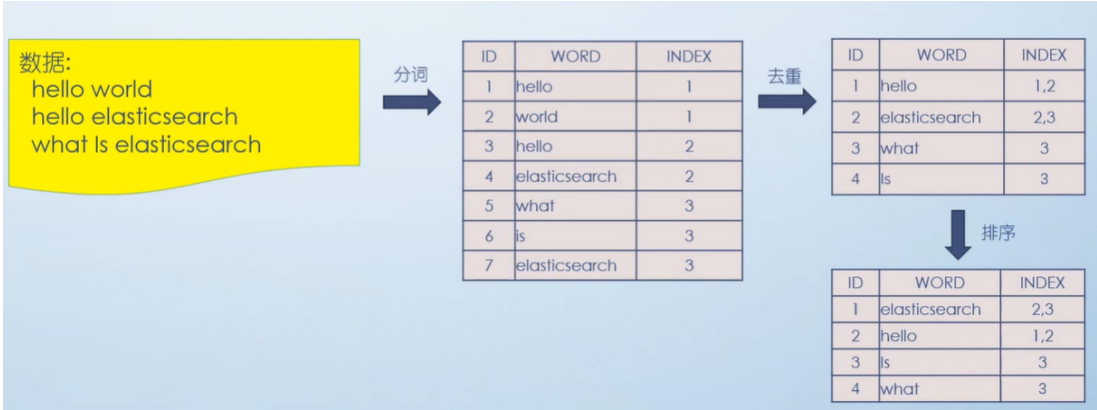 数据:
hello world
hello elasticsearch
what Is elasticsearch
分词
ID WORD INDEX
1 hello 1
2 world 1
3 hello 2
4 elasticsearch 2
5 what 3
6 is 3
7 elasticsearch 3
去重
ID WORD INDEX
1 hello 1,2
2 elasticsearch 2,3
3 what 3
4 Is 3
排序
ID WORD INDEX
1 elasticsearch 2,3
2 hello 1,2
3 Is 3
4 what 3